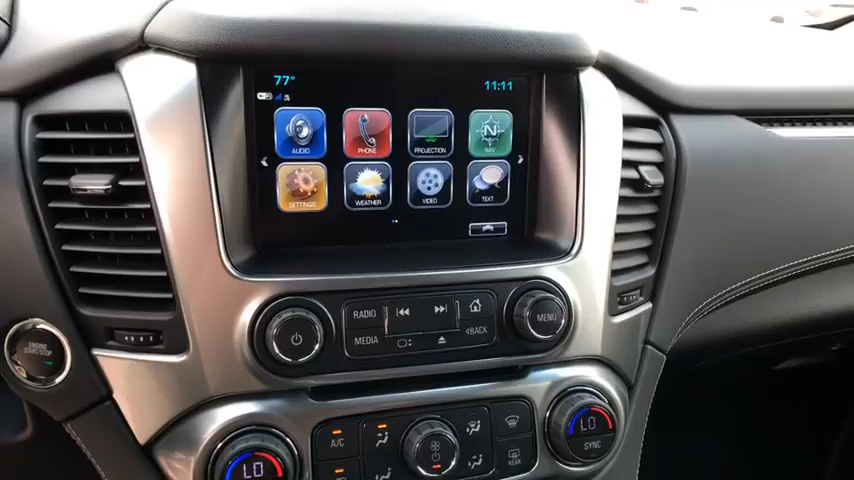 77° 11:11
AUDIO PHONE PROJECTION NAV
SETTINGS WEATHER VIDEO TEXT
RADIO
MEDIA BACK
MENU
ENGINE
START/STOP
A/C
LO LO
SYNC
REAR